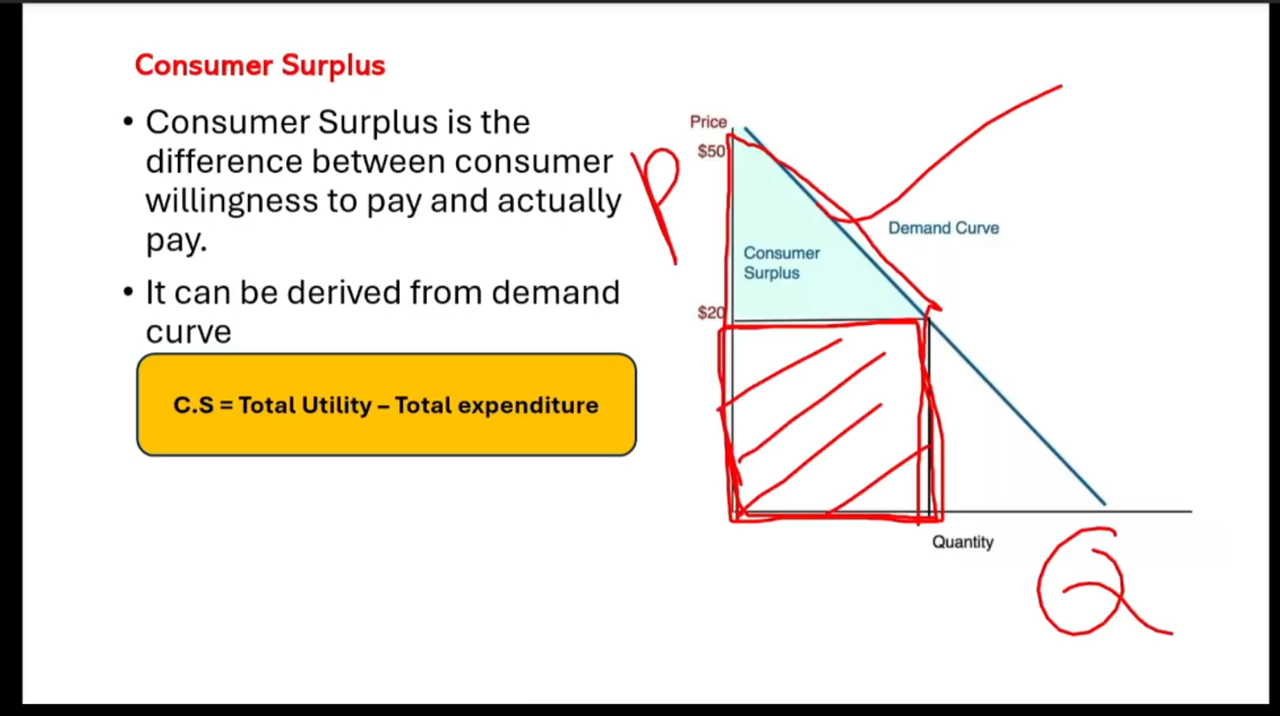 Consumer Surplus
• Consumer Surplus is the
difference between consumer
willingness to pay and actually
pay.
• It can be derived from demand
curve
C.S = Total Utility – Total expenditure
Price
$50
P
Demand Curve
Consumer
Surplus
$20
Quantity
Q